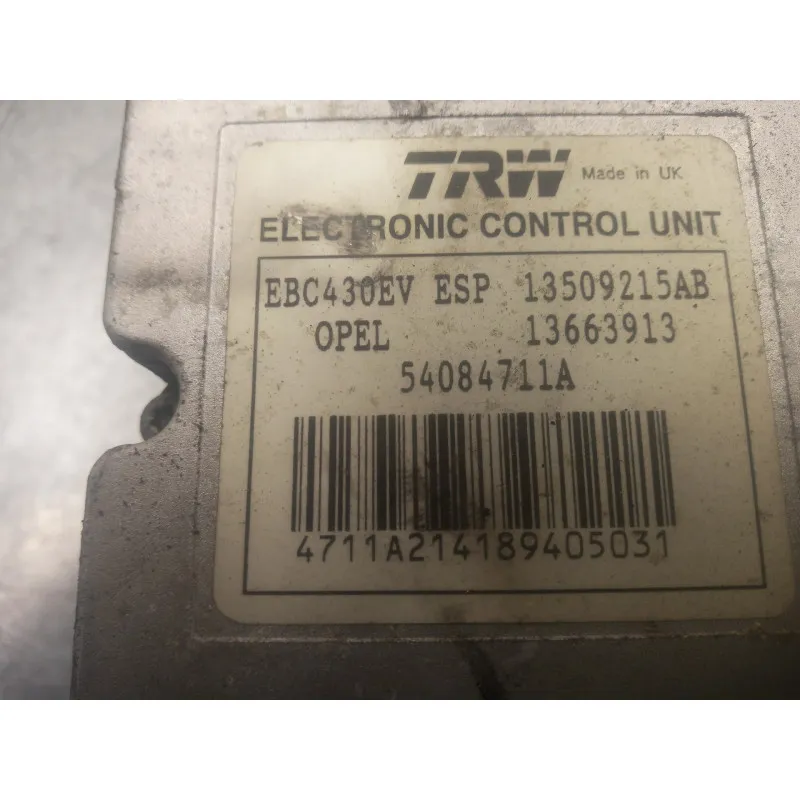 TRW Made in UK
ELECTRONIC CONTROL UNIT
EBC430EV ESP 13509215AB
OPEL 13663913
54084711A
4711A214189405031